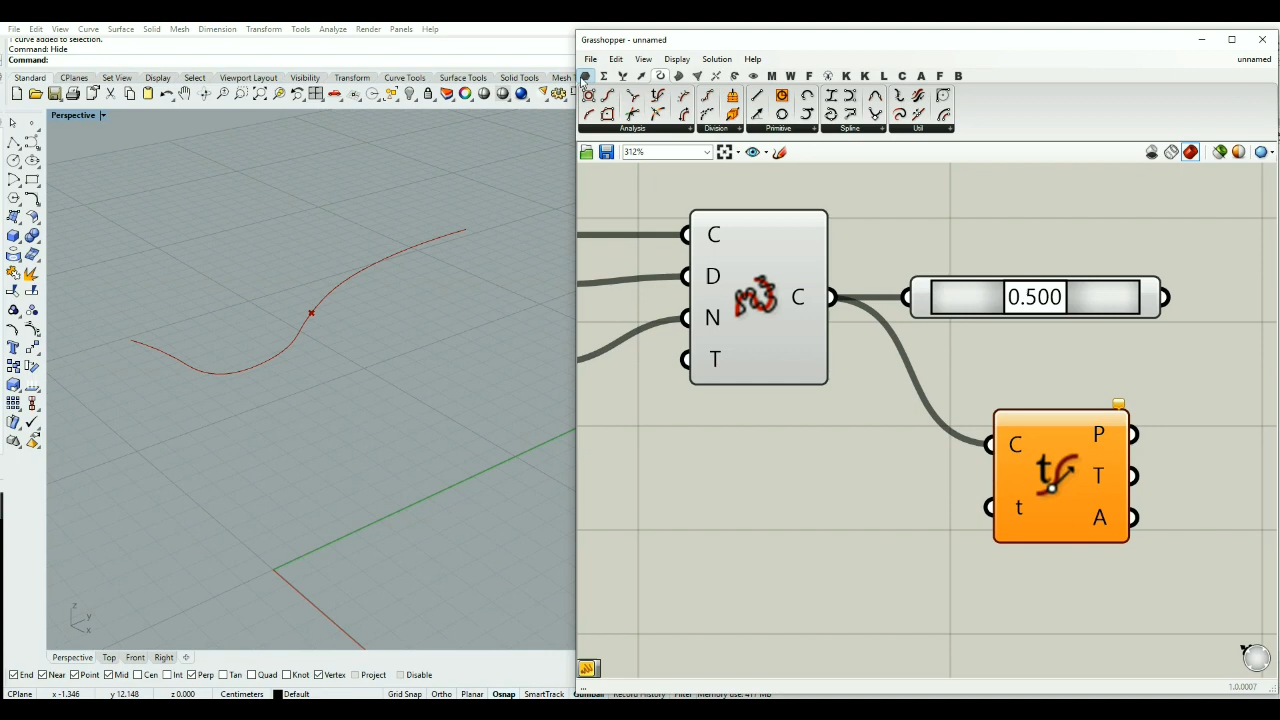 File Edit View Curve Surface Solid Mesh Dimension Transform Tools Analyze Render Panels Help
1 curve added to selection.
Command: Hide
Command:
Standard CPlanes Set View Display Select Viewport Layout Visibility Transform Curve Tools Surface Tools Solid Tools Mesh T
Perspective
z
y
x
Perspective Top Front Right
End Near Point Mid Cen Int Perp Tan Quad Knot Vertex Project Disable
CPlane x -1.346 y 12.148 z 0.000 Centimeters Default Grid Snap Ortho Planar Osnap SmartTrack Gumball Record History Filter Memory use: 417 MB
Grasshopper - unnamed
File Edit View Display Solution Help unnamed
M W F K K L C A F B
Analysis Division Primitive Spline Util
312%
C
D
N
T
C
0.500
C
t
t
P
T
A
...
1.0.0007